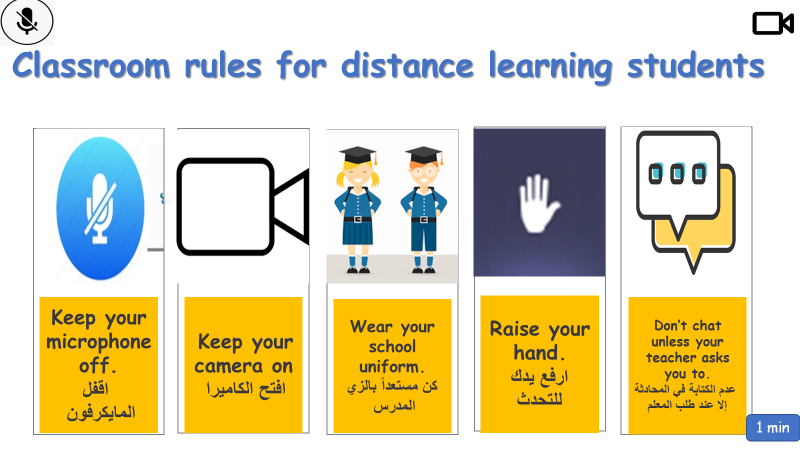 Classroom rules for distance learning students
Keep your
microphone
off.
اقفل
المايكرفون
Keep your
camera on
افتح الكاميرا
Wear your
school
uniform.
كن مستعداً بالزي
المدرس
Raise your
hand.
ارفع يدك
للتحدث
Don't chat
unless your
teacher asks
you to.
عدم الكتابة في المحادثة
إلا عند طلب المعلم
1 min